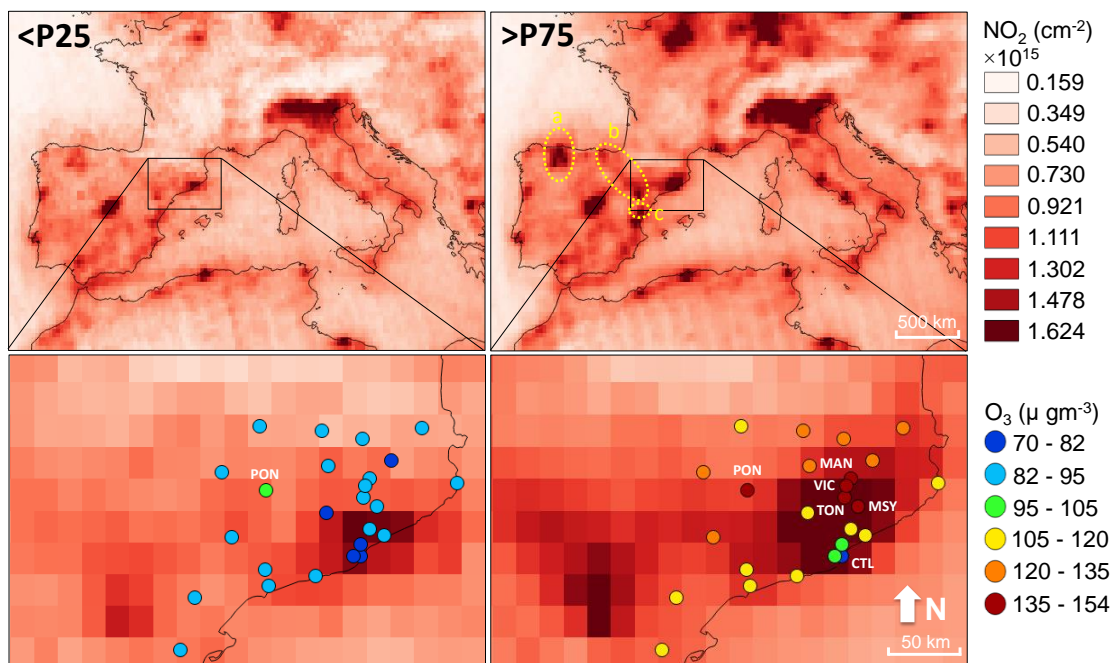 <P25
>P75
a
b
c
500 km
NO₂ (cm⁻²)
×10¹⁵
0.159
0.349
0.540
0.730
0.921
1.111
1.302
1.478
1.624
PON
PON
MAN
VIC
TON
MSY
CTL
N
50 km
O₃ (µ gm⁻³)
70 - 82
82 - 95
95 - 105
105 - 120
120 - 135
135 - 154